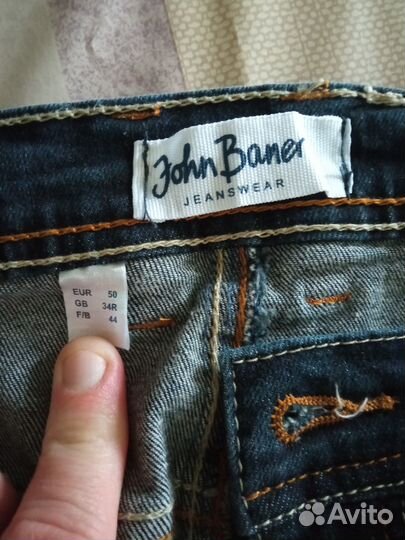 John Baner
JEANSWEAR
EUR 50
GB 34R
F/B 44
Avito